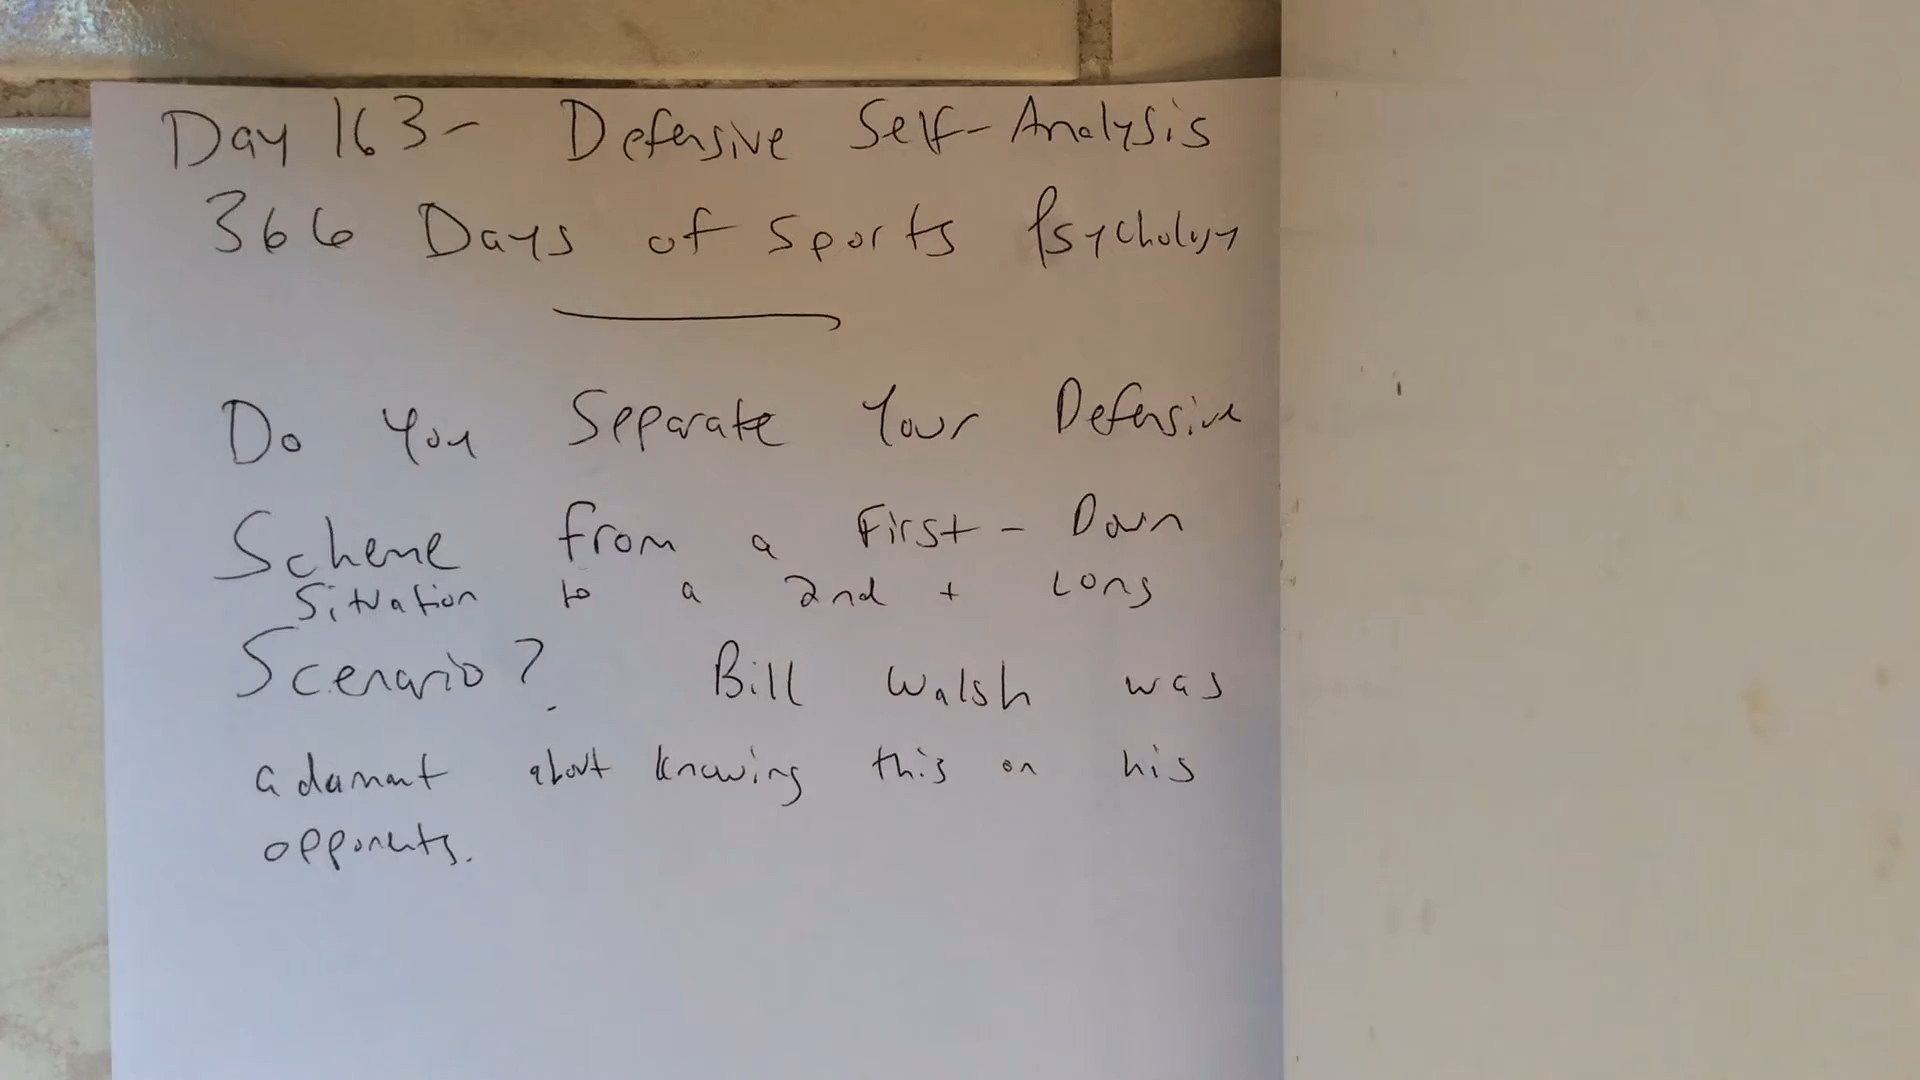 Day 163- Defensive Self-Analysis
366 Days of Sports Psychology
Do You Separate Your Defensive
Scheme from a First-Down
Situation to a 2nd + Long
Scenario? Bill Walsh was
adamant about knowing this on his
opponents.